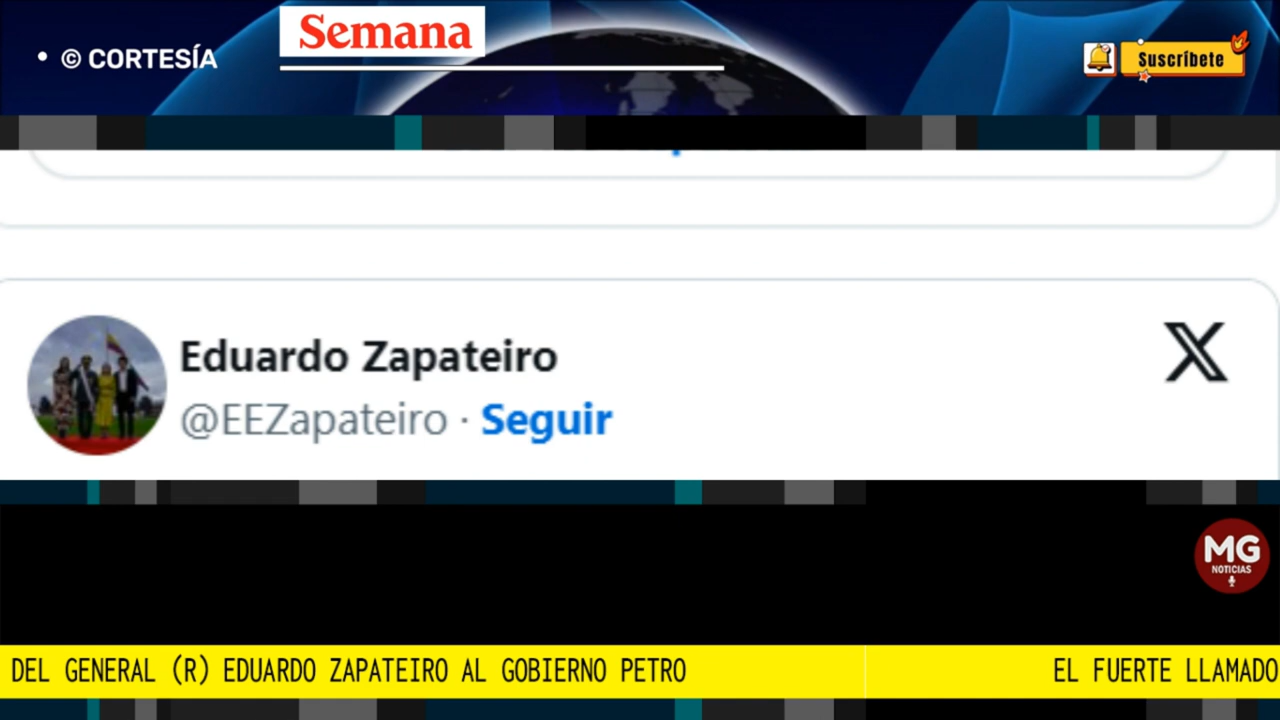 Semana
• © CORTESÍA
Suscríbete
Eduardo Zapateiro
@EEZapateiro · Seguir
MG
NOTICIAS
DEL GENERAL (R) EDUARDO ZAPATEIRO AL GOBIERNO PETRO EL FUERTE LLAMADO